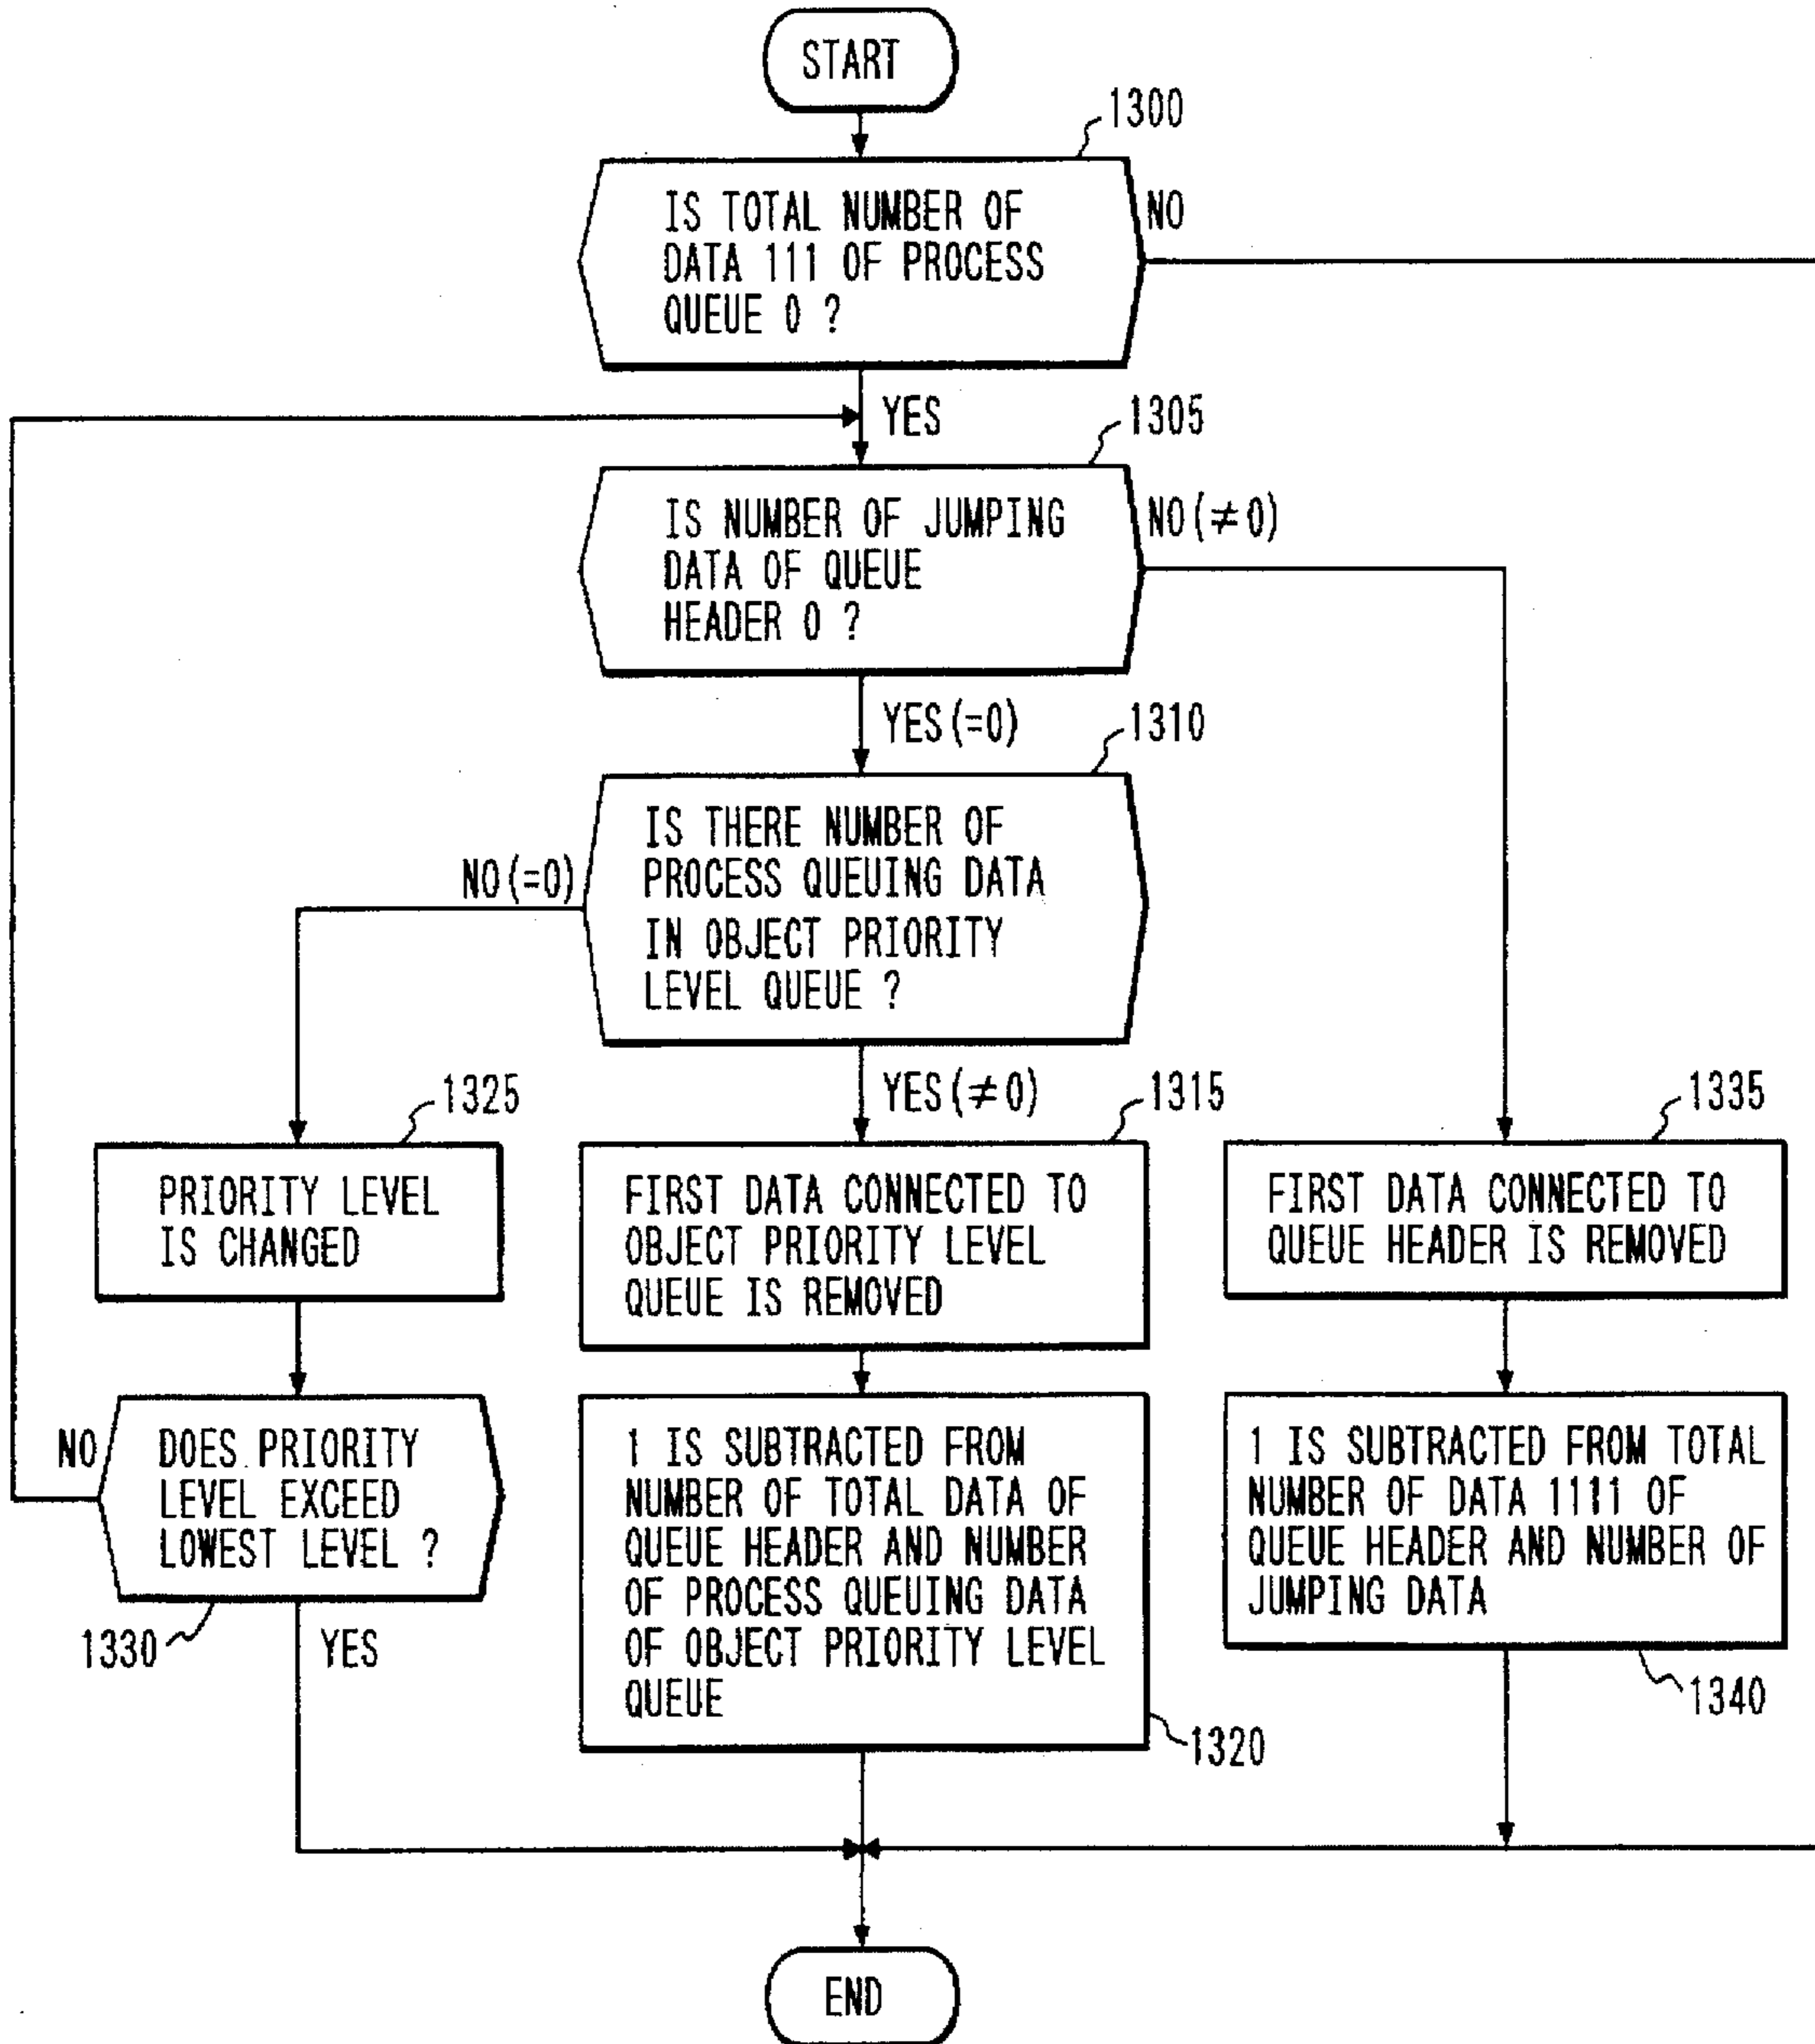 START
1300
IS TOTAL NUMBER OF
DATA 111 OF PROCESS
QUEUE 0 ?
NO
YES
1305
IS NUMBER OF JUMPING
DATA OF QUEUE
HEADER 0 ?
NO(≠0)
YES(=0)
1310
IS THERE NUMBER OF
PROCESS QUEUING DATA
IN OBJECT PRIORITY
LEVEL QUEUE ?
NO(=0)
YES(≠0)
1325
PRIORITY LEVEL
IS CHANGED
1315
FIRST DATA CONNECTED TO
OBJECT PRIORITY LEVEL
QUEUE IS REMOVED
1335
FIRST DATA CONNECTED TO
QUEUE HEADER IS REMOVED
NO
DOES PRIORITY
LEVEL EXCEED
LOWEST LEVEL ?
1330
YES
1 IS SUBTRACTED FROM
NUMBER OF TOTAL DATA OF
QUEUE HEADER AND NUMBER
OF PROCESS QUEUING DATA
OF OBJECT PRIORITY LEVEL
QUEUE
1320
1 IS SUBTRACTED FROM TOTAL
NUMBER OF DATA 1111 OF
QUEUE HEADER AND NUMBER OF
JUMPING DATA
1340
END